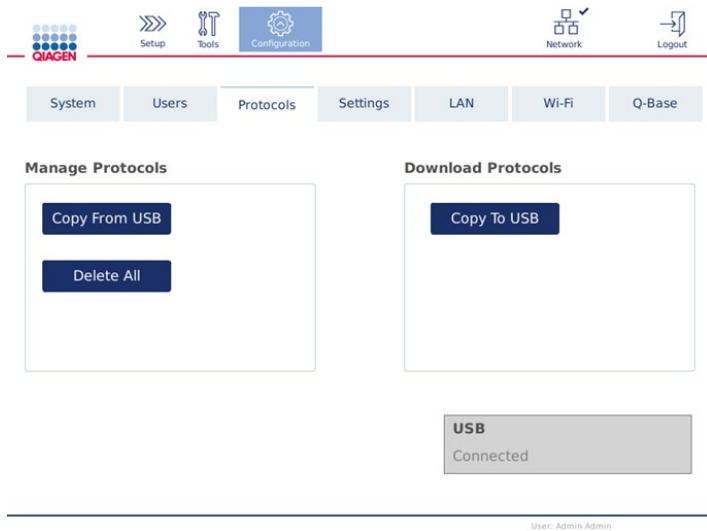 QIAGEN
Setup
Tools
Configuration
Network
Logout
System Users Protocols Settings LAN Wi-Fi Q-Base
Manage Protocols
Copy From USB
Delete All
Download Protocols
Copy To USB
USB
Connected
User: Admin Admin